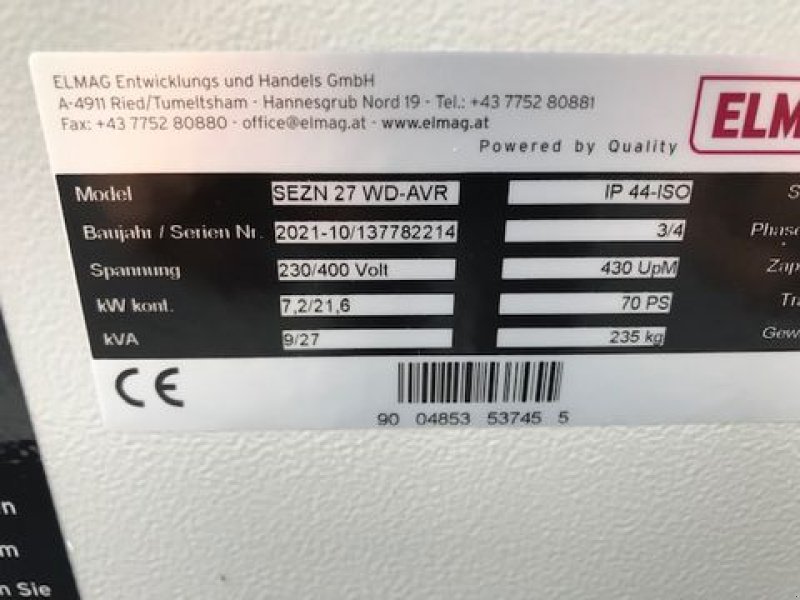 ELMAG Entwicklungs und Handels GmbH
A-4911 Ried/Tumeltsham - Hannesgrub Nord 19 - Tel.: +43 7752 80881
Fax: +43 7752 80880 - office@elmag.at - www.elmag.at
ELM
Powered by Quality
Model SEZN 27 WD-AVR IP 44-ISO S
Baujahr / Serien Nr. 2021-10/137782214 3/4 Phase
Spannung 230/400 Volt 430 UpM Zap
kW kont. 7,2/21,6 70 PS Tra
kVA 9/27 235 kg Gew
CE
90 04853 53745 5
n
m
n Sie